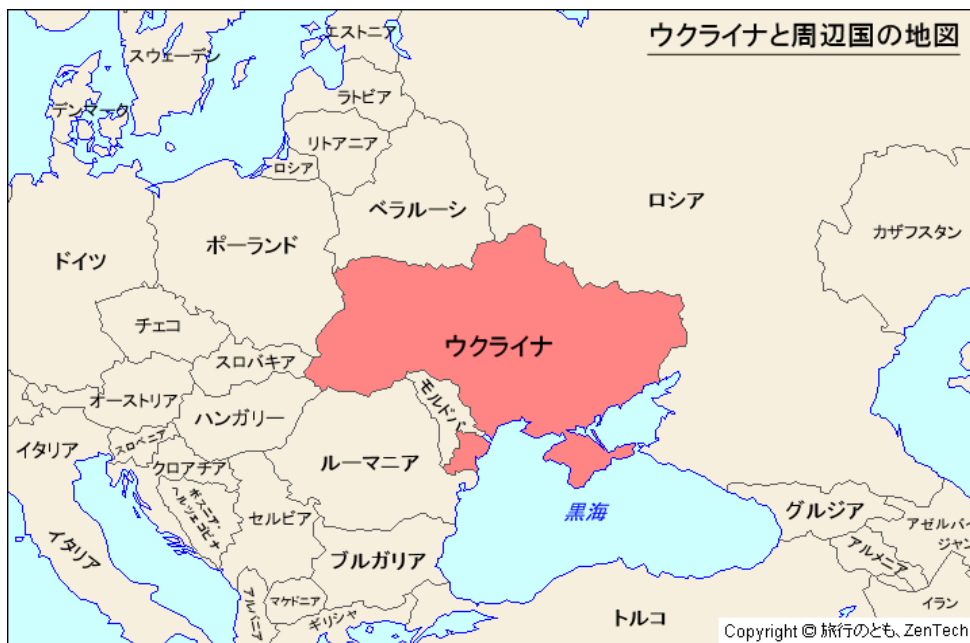 ウクライナと周辺国の地図
エストニア
スウェーデン
ラトビア
デンマーク
リトアニア
ロシア
ベラルーシ
ロシア
カザフスタン
ポーランド
ドイツ
チェコ
ウクライナ
スロバキア
オーストリア
モルドバ
ハンガリー
イタリア
スロベニア
クロアチア
ルーマニア
ボスニア・
ヘルツェゴビナ
セルビア
黒海
グルジア
アゼルバイ
ジャン
アルメニア
イタリア
ブルガリア
マケドニア
アルバニア
ギリシャ
トルコ
イラン
Copyright © 旅行のとも、ZenTech